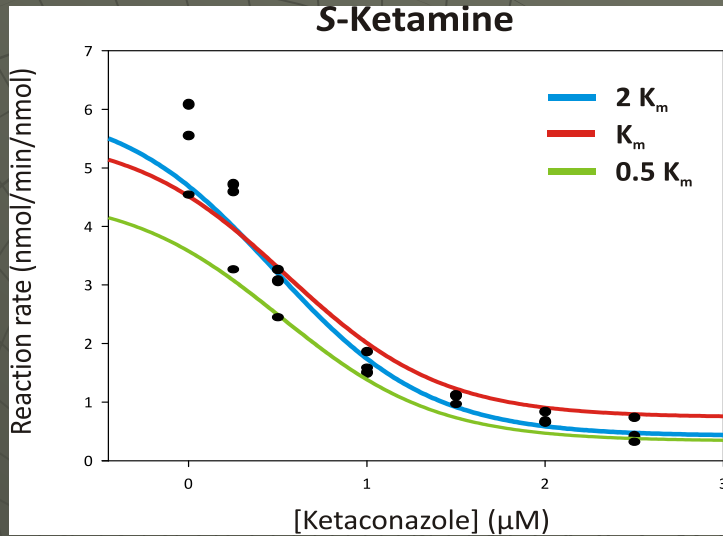 S-Ketamine
7
6
5
4
3
2
1
0
Reaction rate (nmol/min/nmol)
2 Km
Km
0.5 Km
0
1
2
3
[Ketaconazole] (µM)